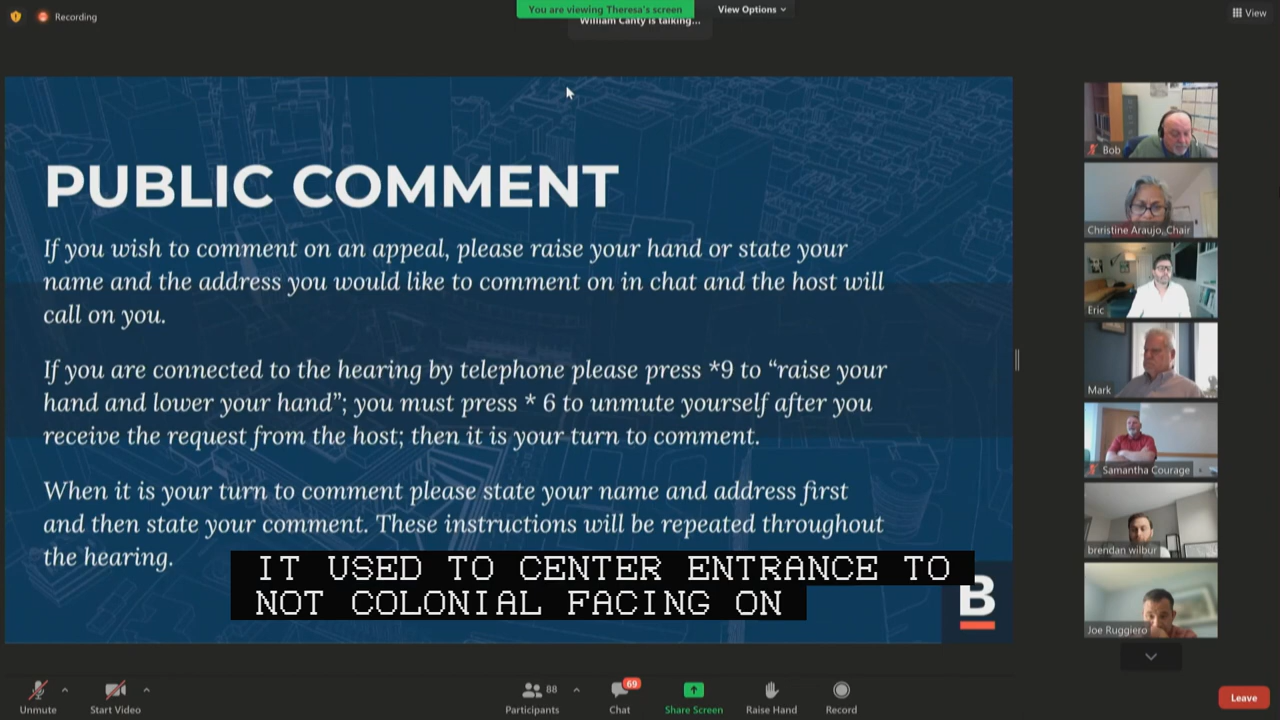 Recording
You are viewing Theresa's screen
View Options
View
William Canty is talking...
PUBLIC COMMENT
If you wish to comment on an appeal, please raise your hand or state your
name and the address you would like to comment on in chat and the host will
call on you.
If you are connected to the hearing by telephone please press *9 to “raise your
hand and lower your hand”; you must press * 6 to unmute yourself after you
receive the request from the host; then it is your turn to comment.
When it is your turn to comment please state your name and address first
and then state your comment. These instructions will be repeated throughout
the hearing.
IT USED TO CENTER ENTRANCE TO
NOT COLONIAL FACING ON
B
Bob
Christine Araujo, Chair
Eric
Mark
Samantha Courage
brendan wilbur
Joe Ruggiero
Unmute
Start Video
88
Participants
69
Chat
Share Screen
Raise Hand
Record
Leave